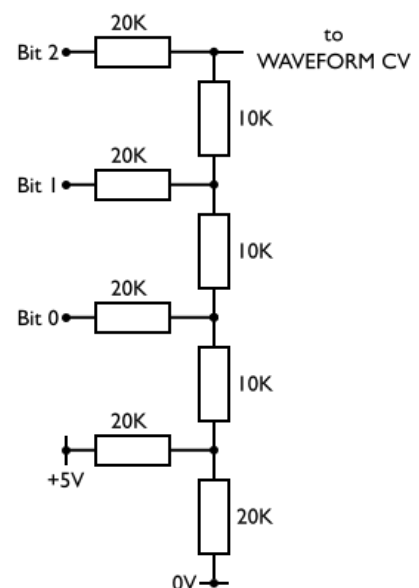 20K
to
Bit 2
WAVEFORM CV
10K
20K
Bit 1
10K
20K
Bit 0
10K
20K
+5V
20K
0V